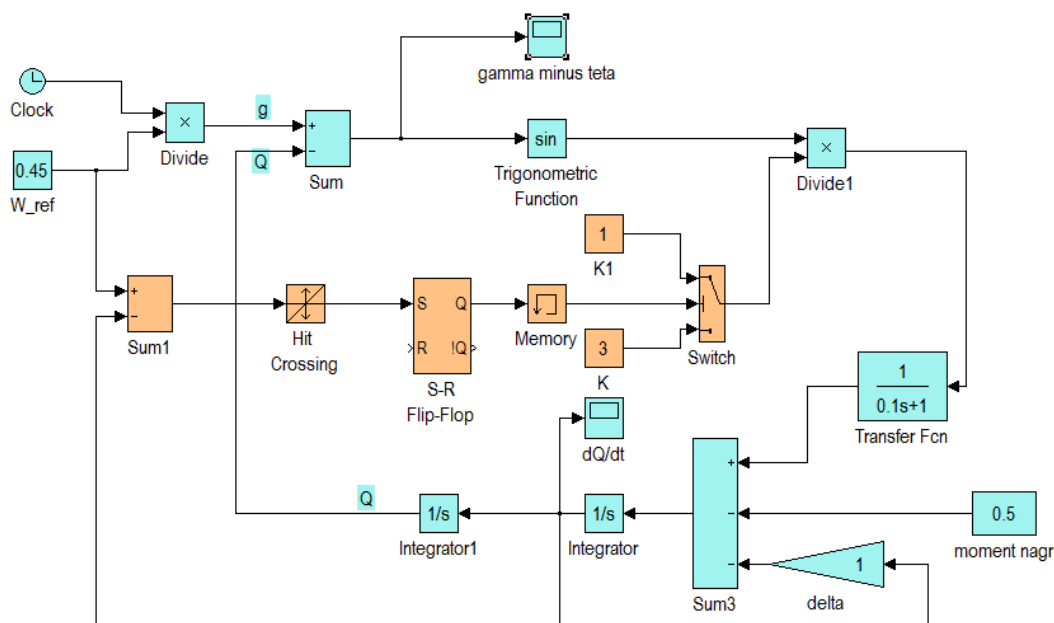 gamma minus teta
Clock
×
Divide
g
+
−
Q
Sum
sin
Trigonometric
Function
×
Divide1
0.45
W_ref
1
K1
+
−
Sum1
Hit
Crossing
S Q
R !Q
S-R
Flip-Flop
Memory
3
K
Switch
1
0.1s+1
Transfer Fcn
dQ/dt
Q
1/s
Integrator1
1/s
Integrator
+
−
−
Sum3
0.5
moment nagr
1
delta